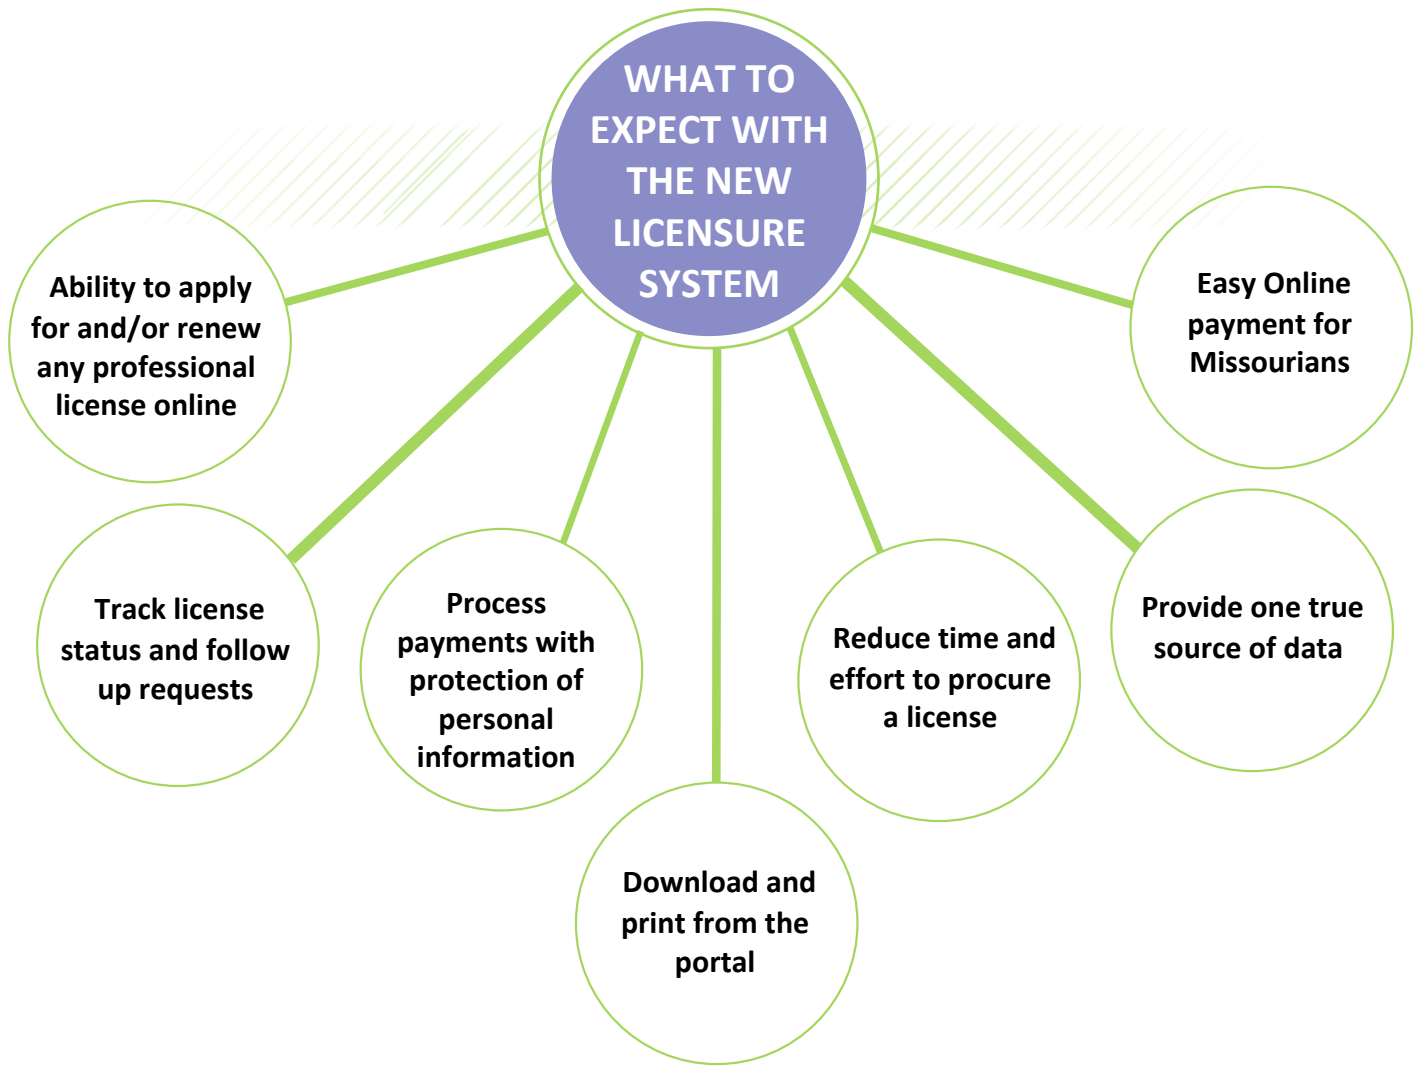 WHAT TO
EXPECT WITH
THE NEW
LICENSURE
SYSTEM
Ability to apply
for and/or renew
any professional
license online
Track license
status and follow
up requests
Process
payments with
protection of
personal
information
Download and
print from the
portal
Reduce time and
effort to procure
a license
Provide one true
source of data
Easy Online
payment for
Missourians